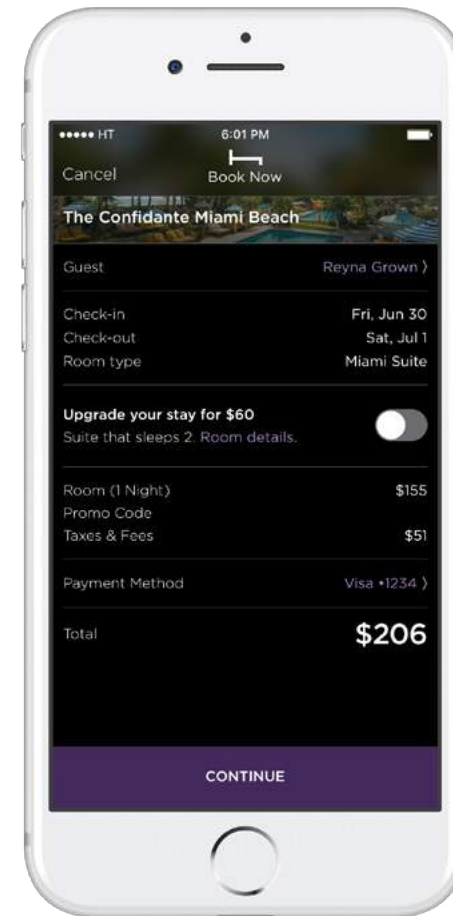 ●●●●● HT 6:01 PM
Cancel Book Now
The Confidante Miami Beach
Guest Reyna Grown >
Check-in Fri, Jun 30
Check-out Sat, Jul 1
Room type Miami Suite
Upgrade your stay for $60
Suite that sleeps 2. Room details.
Room (1 Night) $155
Promo Code
Taxes & Fees $51
Payment Method Visa •1234 >
Total $206
CONTINUE